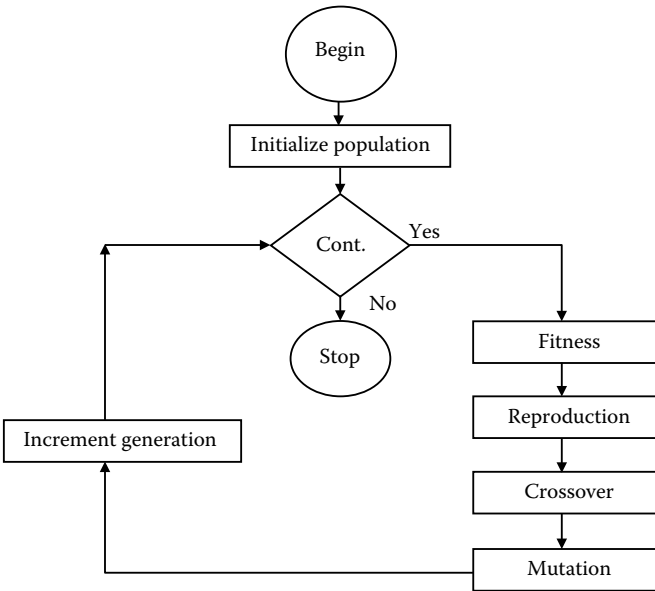 Begin
Initialize population
Cont.
Yes
No
Stop
Fitness
Reproduction
Crossover
Mutation
Increment generation